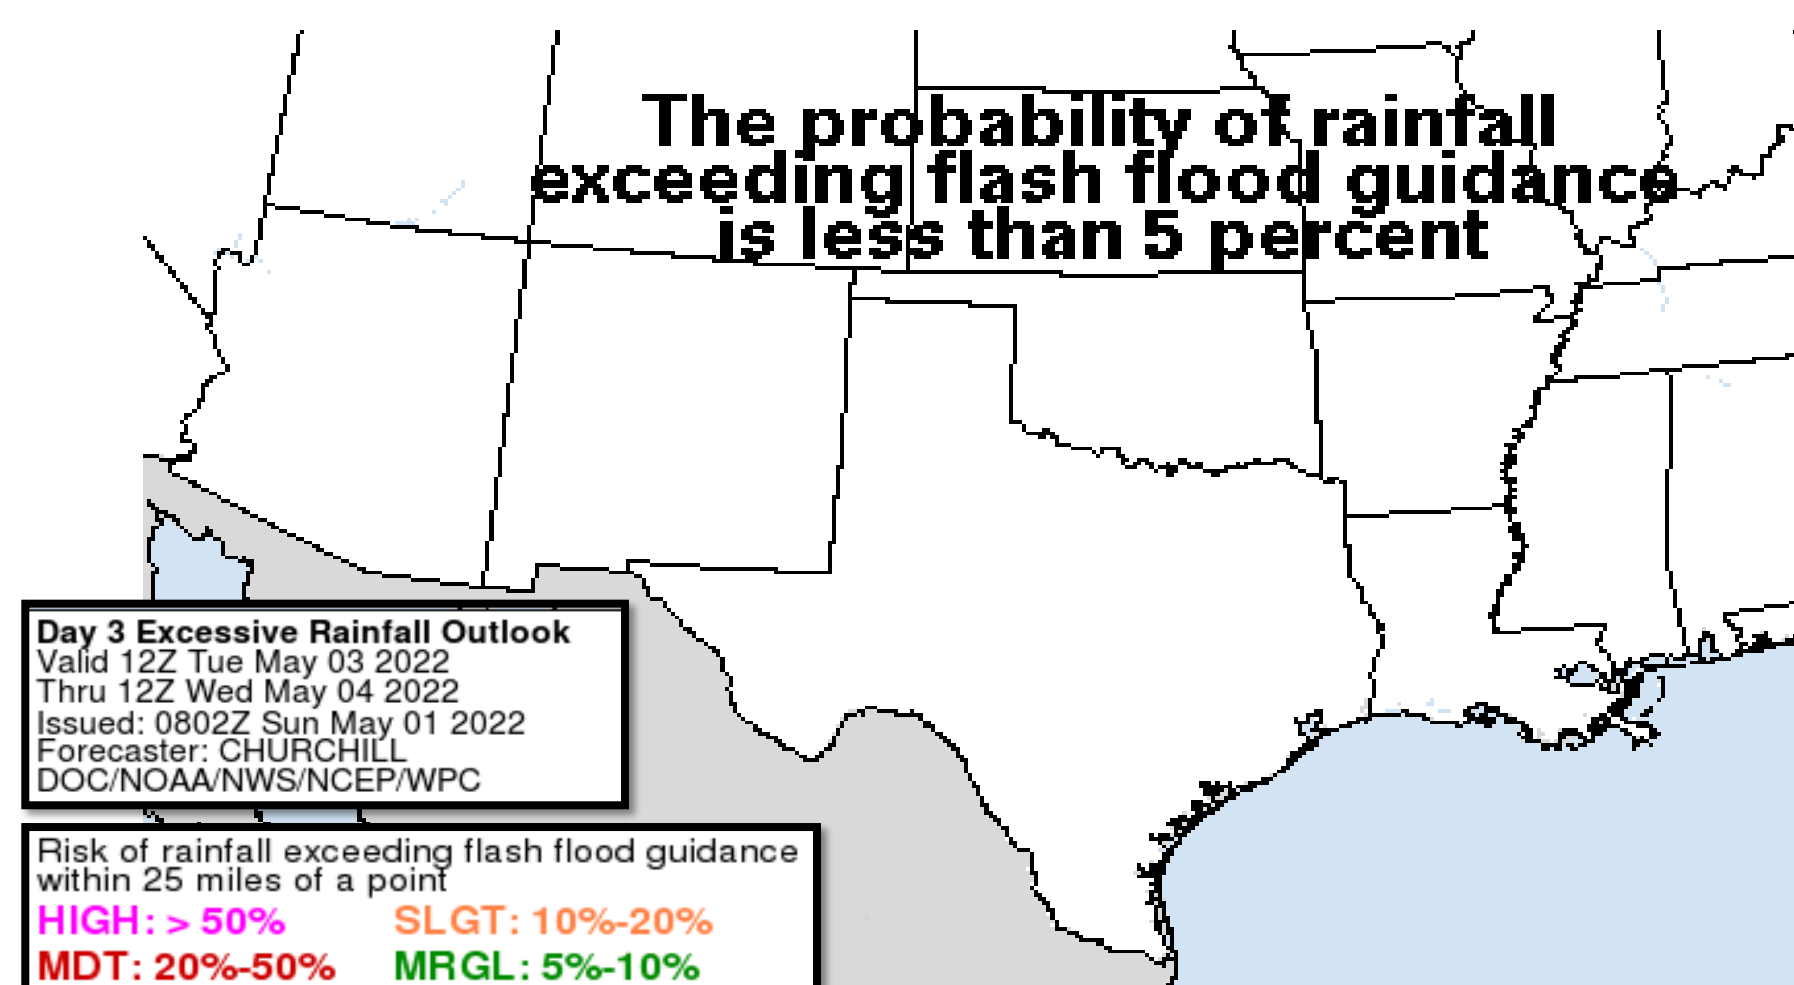 The probability of rainfall
exceeding flash flood guidance
is less than 5 percent
Day 3 Excessive Rainfall Outlook
Valid 12Z Tue May 03 2022
Thru 12Z Wed May 04 2022
Issued: 0802Z Sun May 01 2022
Forecaster: CHURCHILL
DOC/NOAA/NWS/NCEP/WPC
Risk of rainfall exceeding flash flood guidance
within 25 miles of a point
HIGH: > 50% SLGT: 10%-20%
MDT: 20%-50% MRGL: 5%-10%